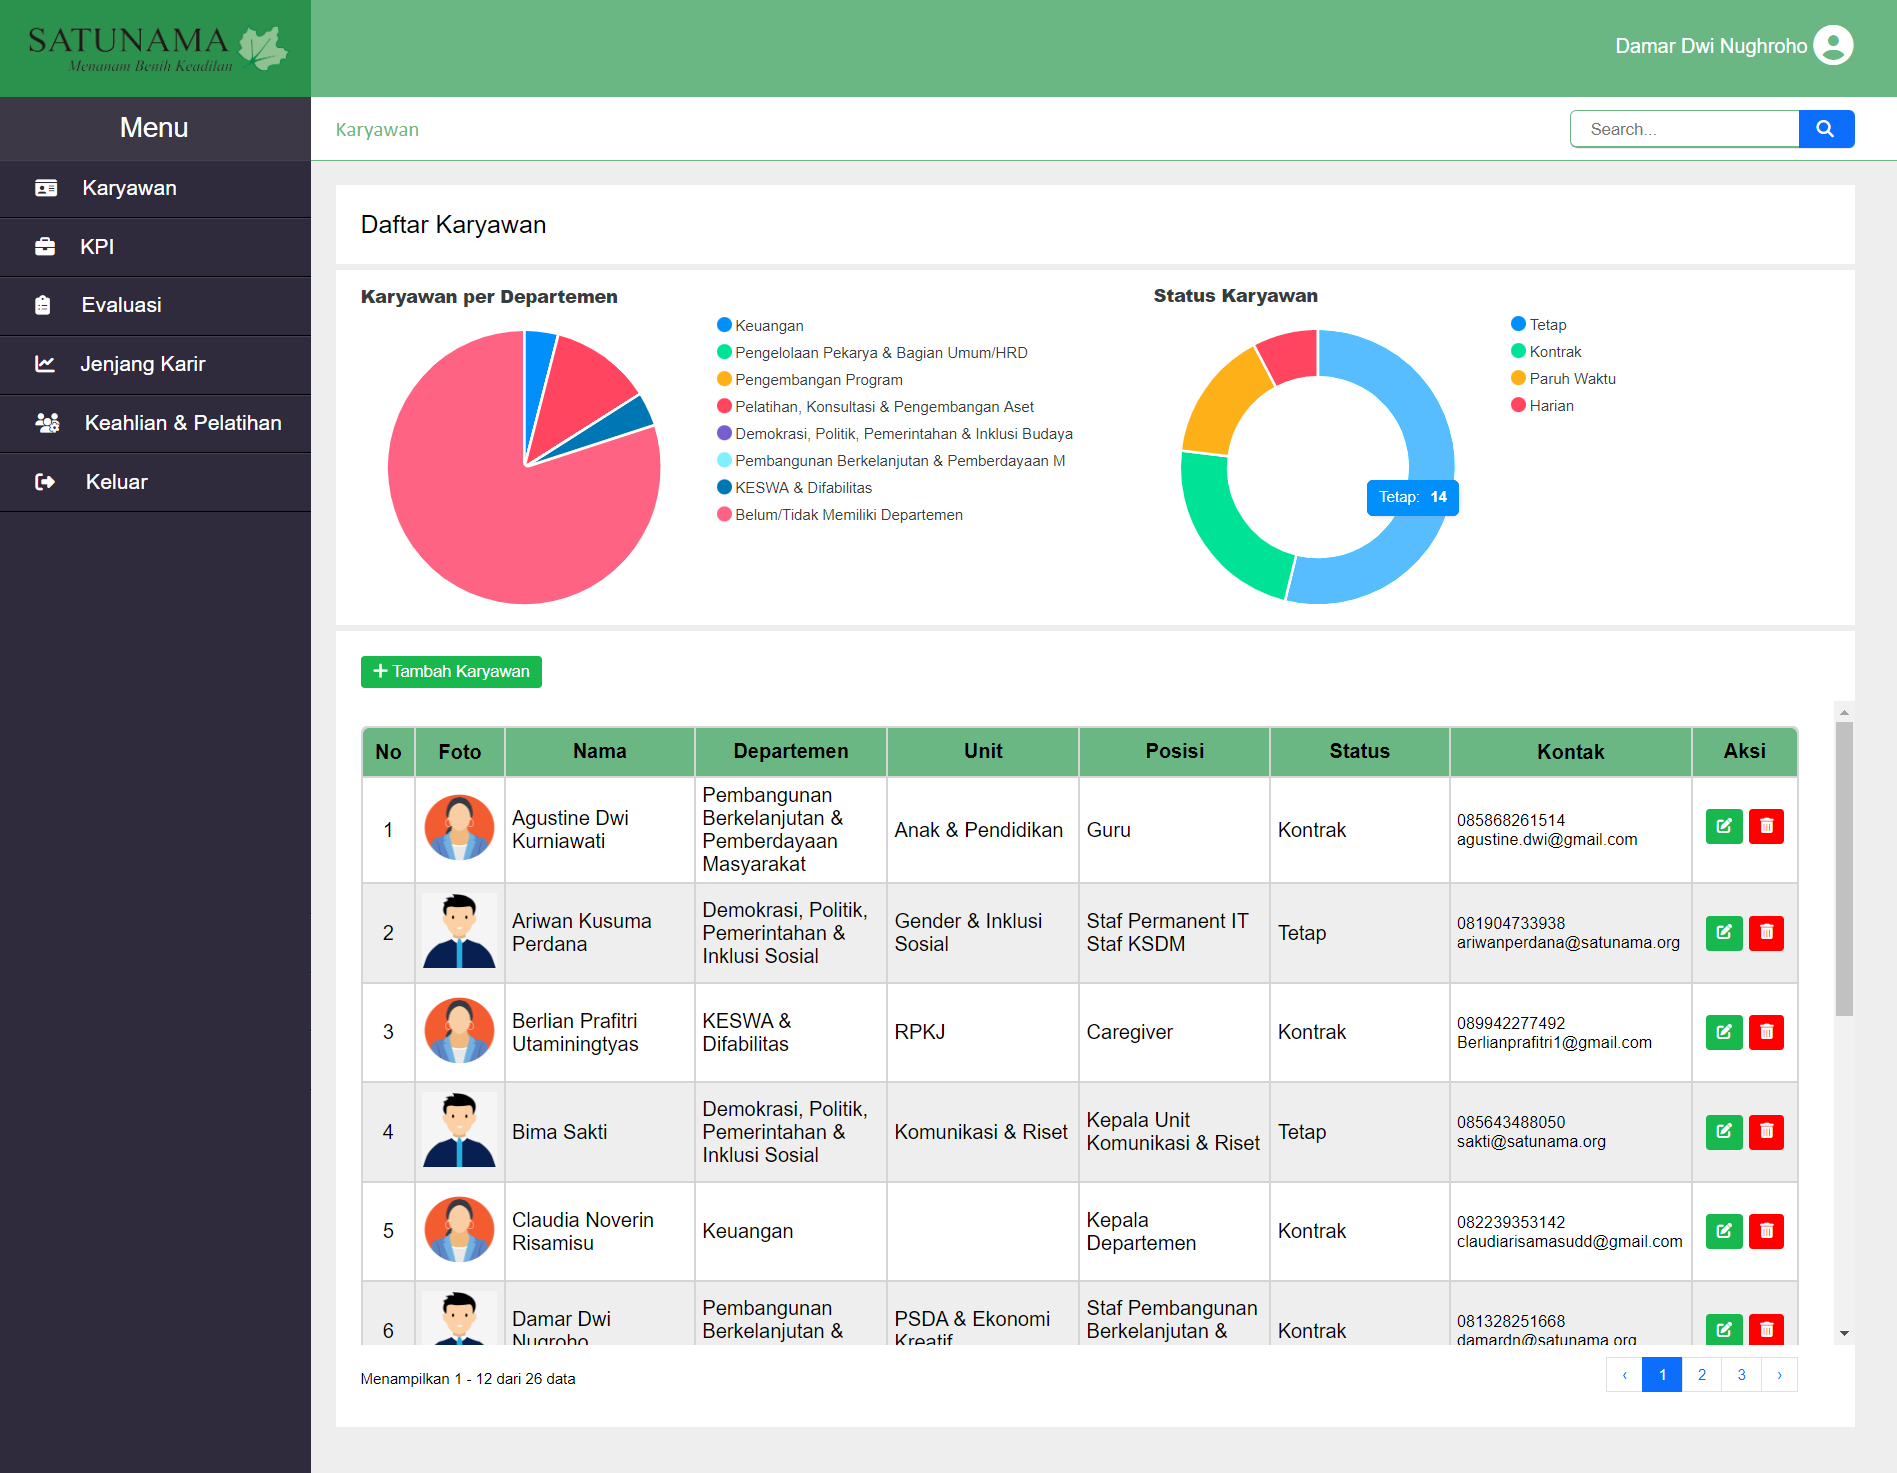 SATUNAMA
Menanam Benih Keadilan
Damar Dwi Nughroho
Menu
Karyawan
KPI
Evaluasi
Jenjang Karir
Keahlian & Pelatihan
Keluar
Karyawan
Search...
Daftar Karyawan
Karyawan per Departemen
Keuangan
Pengelolaan Pekarya & Bagian Umum/HRD
Pengembangan Program
Pelatihan, Konsultasi & Pengembangan Aset
Demokrasi, Politik, Pemerintahan & Inklusi Budaya
Pembangunan Berkelanjutan & Pemberdayaan M
KESWA & Difabilitas
Belum/Tidak Memiliki Departemen
Status Karyawan
Tetap
Kontrak
Paruh Waktu
Harian
Tetap: 14
Tambah Karyawan
No Foto Nama Departemen Unit Posisi Status Kontak Aksi
1
Agustine Dwi
Kurniawati
Pembangunan
Berkelanjutan &
Pemberdayaan
Masyarakat
Anak & Pendidikan
Guru
Kontrak
085868261514
agustine.dwi@gmail.com
2
Ariwan Kusuma
Perdana
Demokrasi, Politik,
Pemerintahan &
Inklusi Sosial
Gender & Inklusi
Sosial
Staf Permanent IT
Staf KSDM
Tetap
081904733938
ariwanperdana@satunama.org
3
Berlian Prafitri
Utaminingtyas
KESWA &
Difabilitas
RPKJ
Caregiver
Kontrak
089942277492
Berlianprafitri1@gmail.com
4
Bima Sakti
Demokrasi, Politik,
Pemerintahan &
Inklusi Sosial
Komunikasi & Riset
Kepala Unit
Komunikasi & Riset
Tetap
085643488050
sakti@satunama.org
5
Claudia Noverin
Risamisu
Keuangan
Kepala
Departemen
Kontrak
082239353142
claudiarisamasudd@gmail.com
6
Damar Dwi
Nugroho
Pembangunan
Berkelanjutan &
PSDA & Ekonomi
Kreatif
Staf Pembangunan
Berkelanjutan &
Kontrak
081328251668
damardn@satunama.org
Menampilkan 1 - 12 dari 26 data
‹ 1 2 3 ›